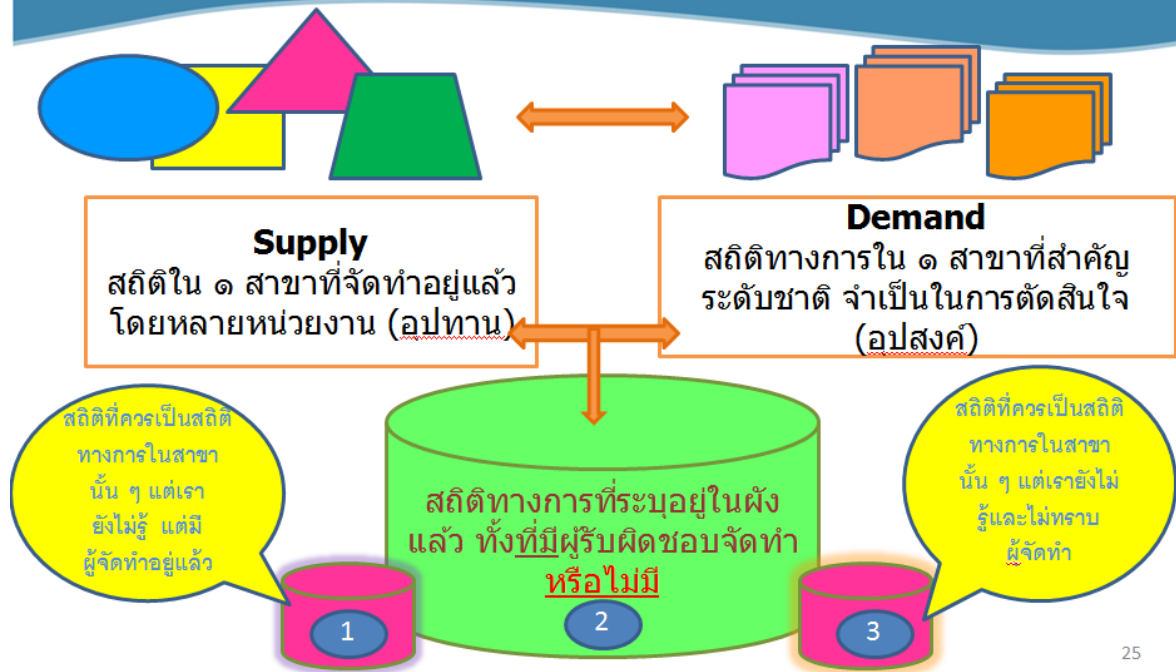 Supply
สถิติใน ๑ สาขาที่จัดทำอยู่แล้ว
โดยหลายหน่วยงาน (อุปทาน)
Demand
สถิติทางการใน ๑ สาขาที่สำคัญ
ระดับชาติ จำเป็นในการตัดสินใจ
(อุปสงค์)
สถิติที่ควรเป็นสถิติ
ทางการในสาขา
นั้น ๆ แต่เรา
ยังไม่รู้ แต่มี
ผู้จัดทำอยู่แล้ว
สถิติทางการที่ระบุอยู่ในผัง
แล้ว ทั้งที่มีผู้รับผิดชอบจัดทำ
หรือไม่มี
สถิติที่ควรเป็นสถิติ
ทางการในสาขา
นั้น ๆ แต่เรายังไม่
รู้และไม่ทราบ
ผู้จัดทำ
1
2
3
25